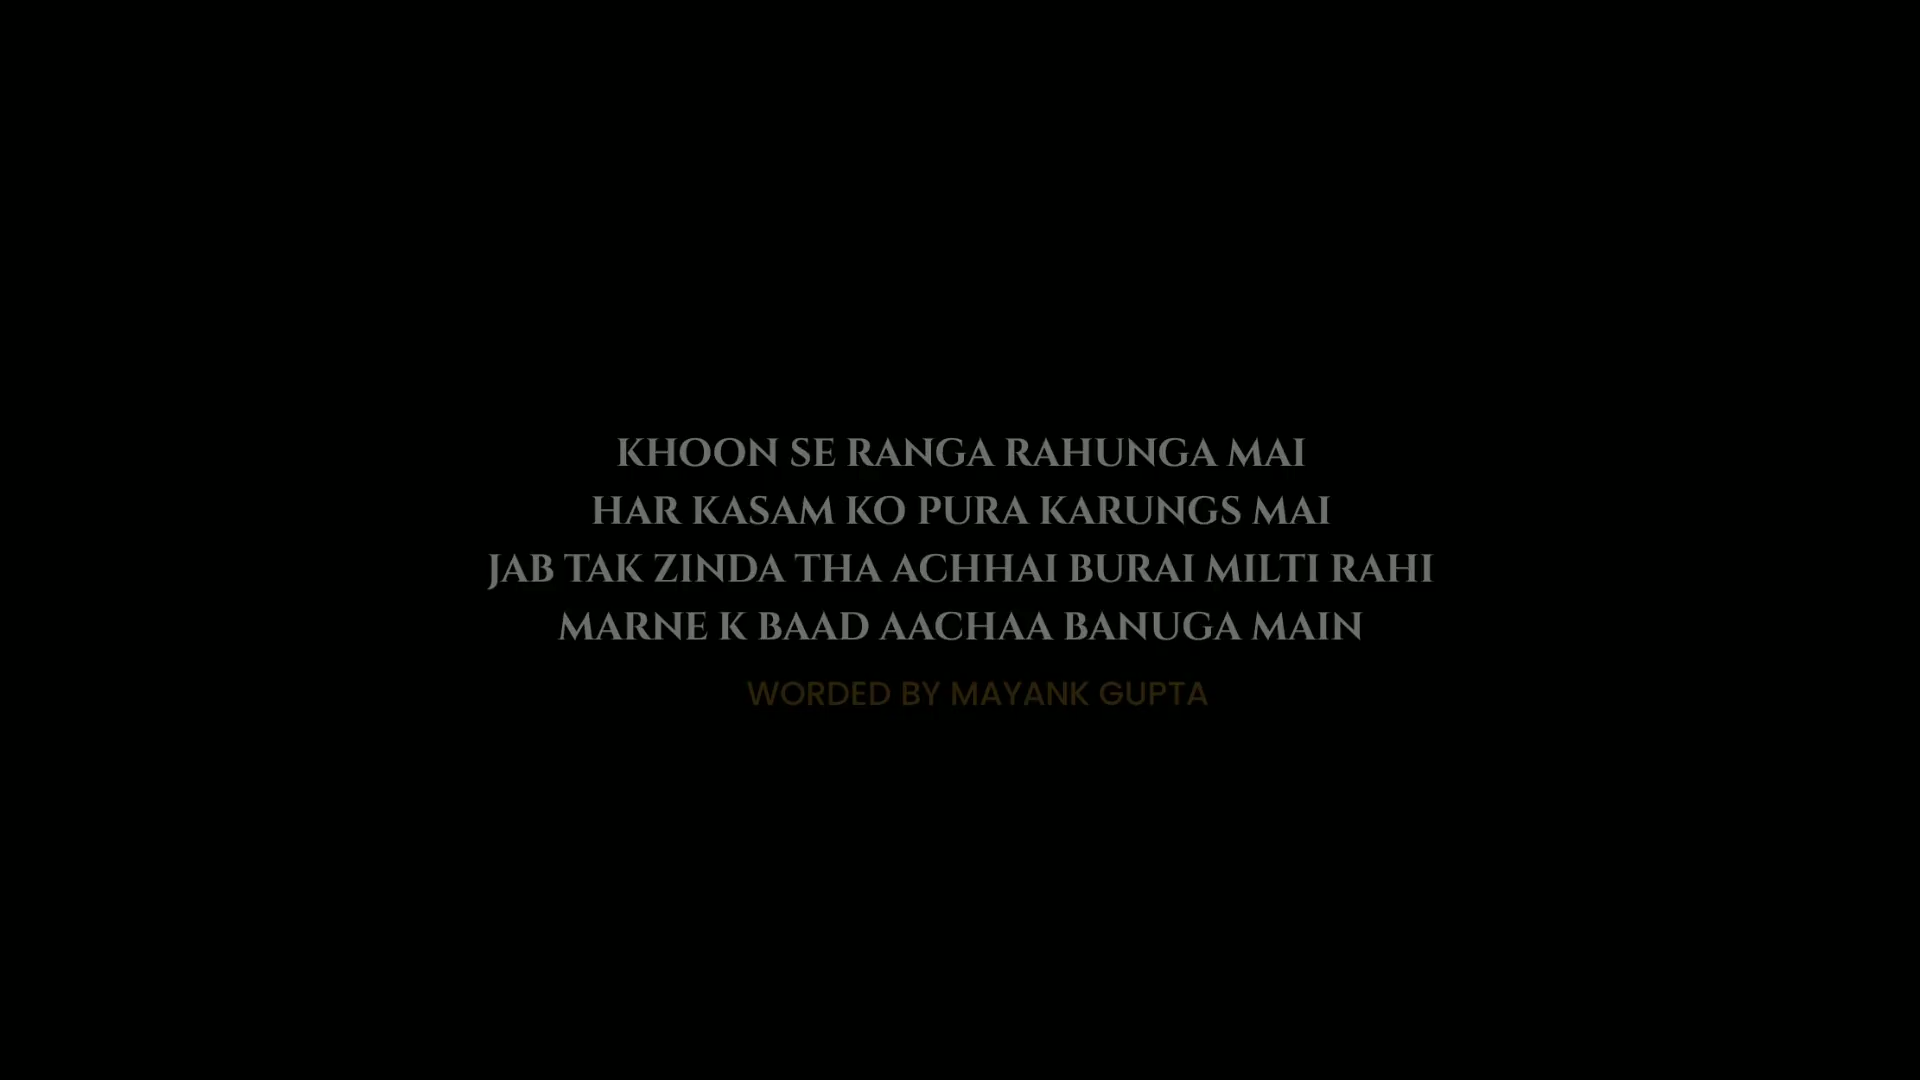 KHOON SE RANGA RAHUNGA MAI
HAR KASAM KO PURA KARUNGS MAI
JAB TAK ZINDA THA ACHHAI BURAI MILTI RAHI
MARNE K BAAD AACHAA BANUGA MAIN
WORDED BY MAYANK GUPTA